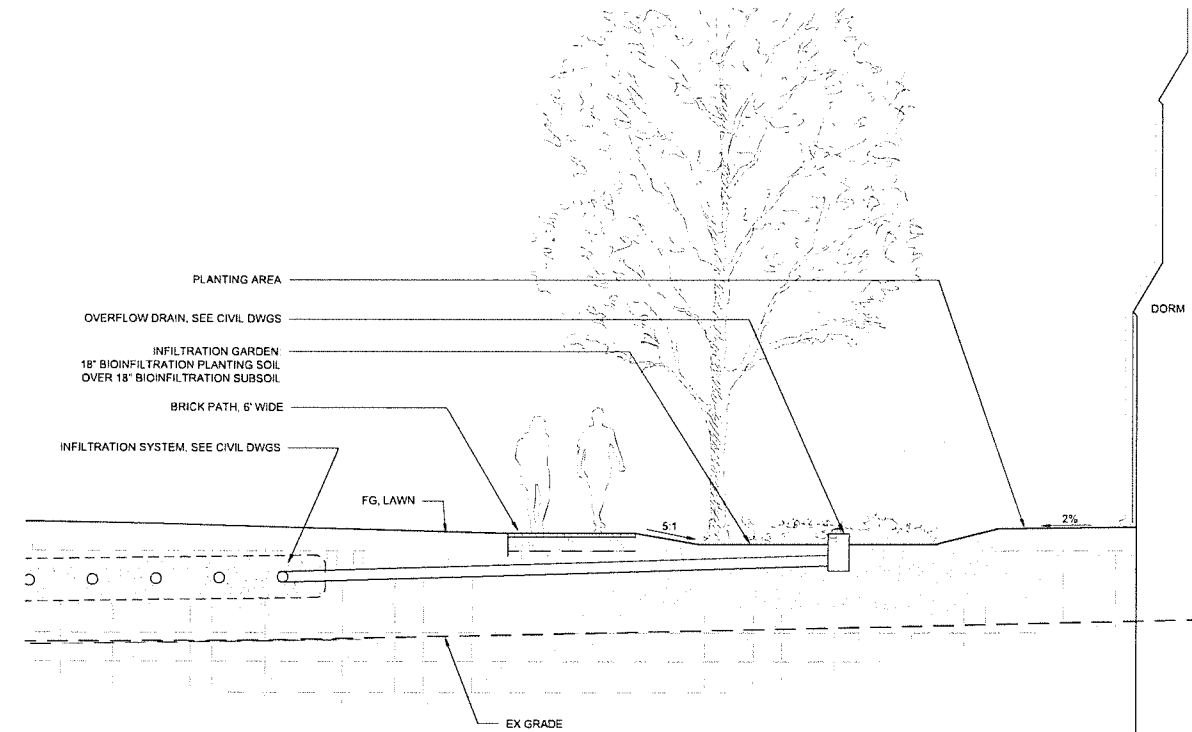 PLANTING AREA
DORM
OVERFLOW DRAIN, SEE CIVIL DWGS
INFILTRATION GARDEN:
18" BIOINFILTRATION PLANTING SOIL
OVER 18" BIOINFILTRATION SUBSOIL
BRICK PATH, 6' WIDE
INFILTRATION SYSTEM, SEE CIVIL DWGS
FG, LAWN
5:1
2%
EX GRADE